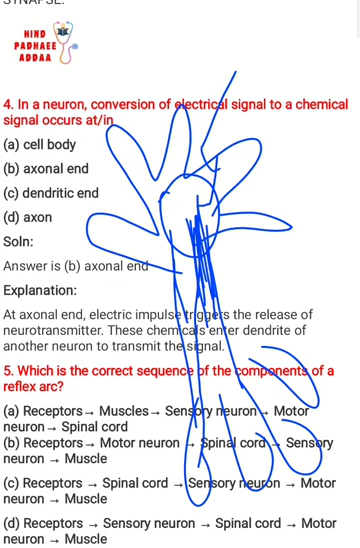 SYNAPSE.
HIND
PADHAEE
ADDAA
4. In a neuron, conversion of electrical signal to a chemical
signal occurs at/in
(a) cell body
(b) axonal end
(c) dendritic end
(d) axon
Soln:
Answer is (b) axonal end
Explanation:
At axonal end, electric impulse triggers the release of
neurotransmitter. These chemicals enter dendrite of
another neuron to transmit the signal.
5. Which is the correct sequence of the components of a
reflex arc?
(a) Receptors→ Muscles→ Sensory neuron→ Motor
neuron→ Spinal cord
(b) Receptors→ Motor neuron → Spinal cord→ Sensory
neuron → Muscle
(c) Receptors → Spinal cord → Sensory neuron → Motor
neuron → Muscle
(d) Receptors → Sensory neuron → Spinal cord → Motor
neuron → Muscle